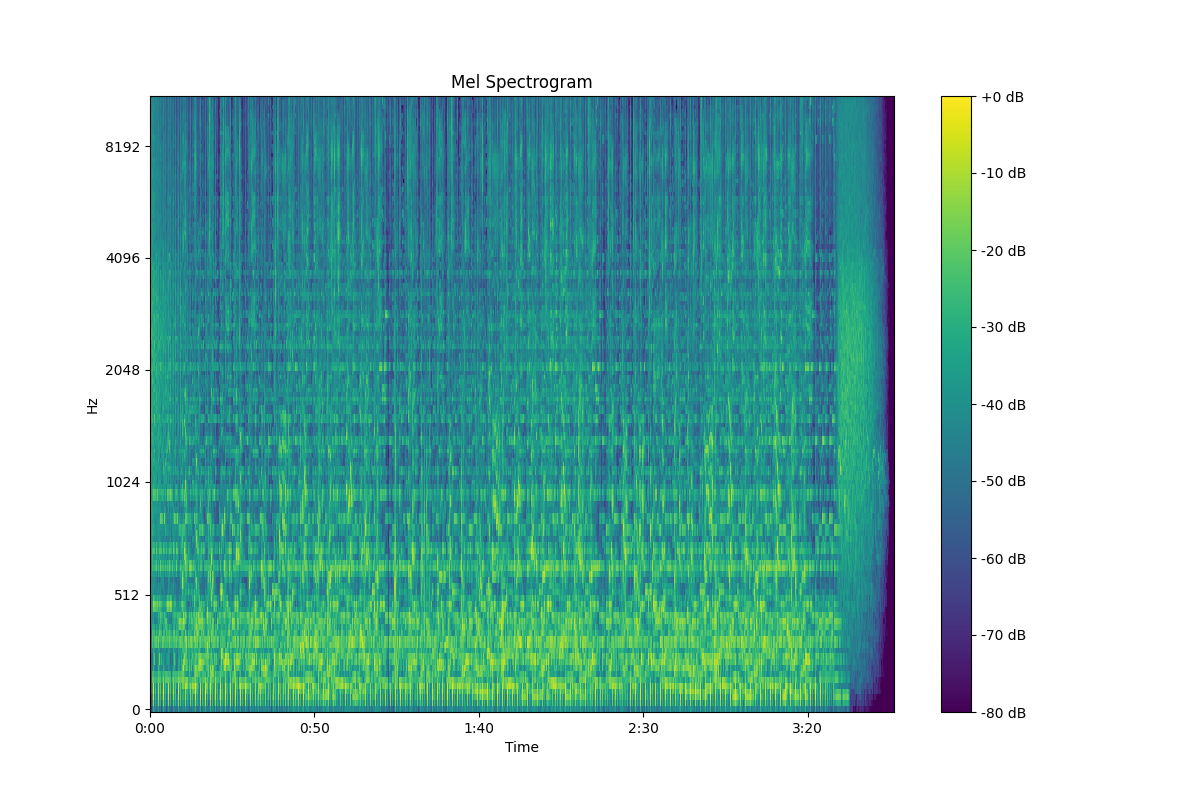 Mel Spectrogram
Hz
8192
4096
2048
1024
512
0
0:00 0:50 1:40 2:30 3:20
Time
+0 dB
-10 dB
-20 dB
-30 dB
-40 dB
-50 dB
-60 dB
-70 dB
-80 dB